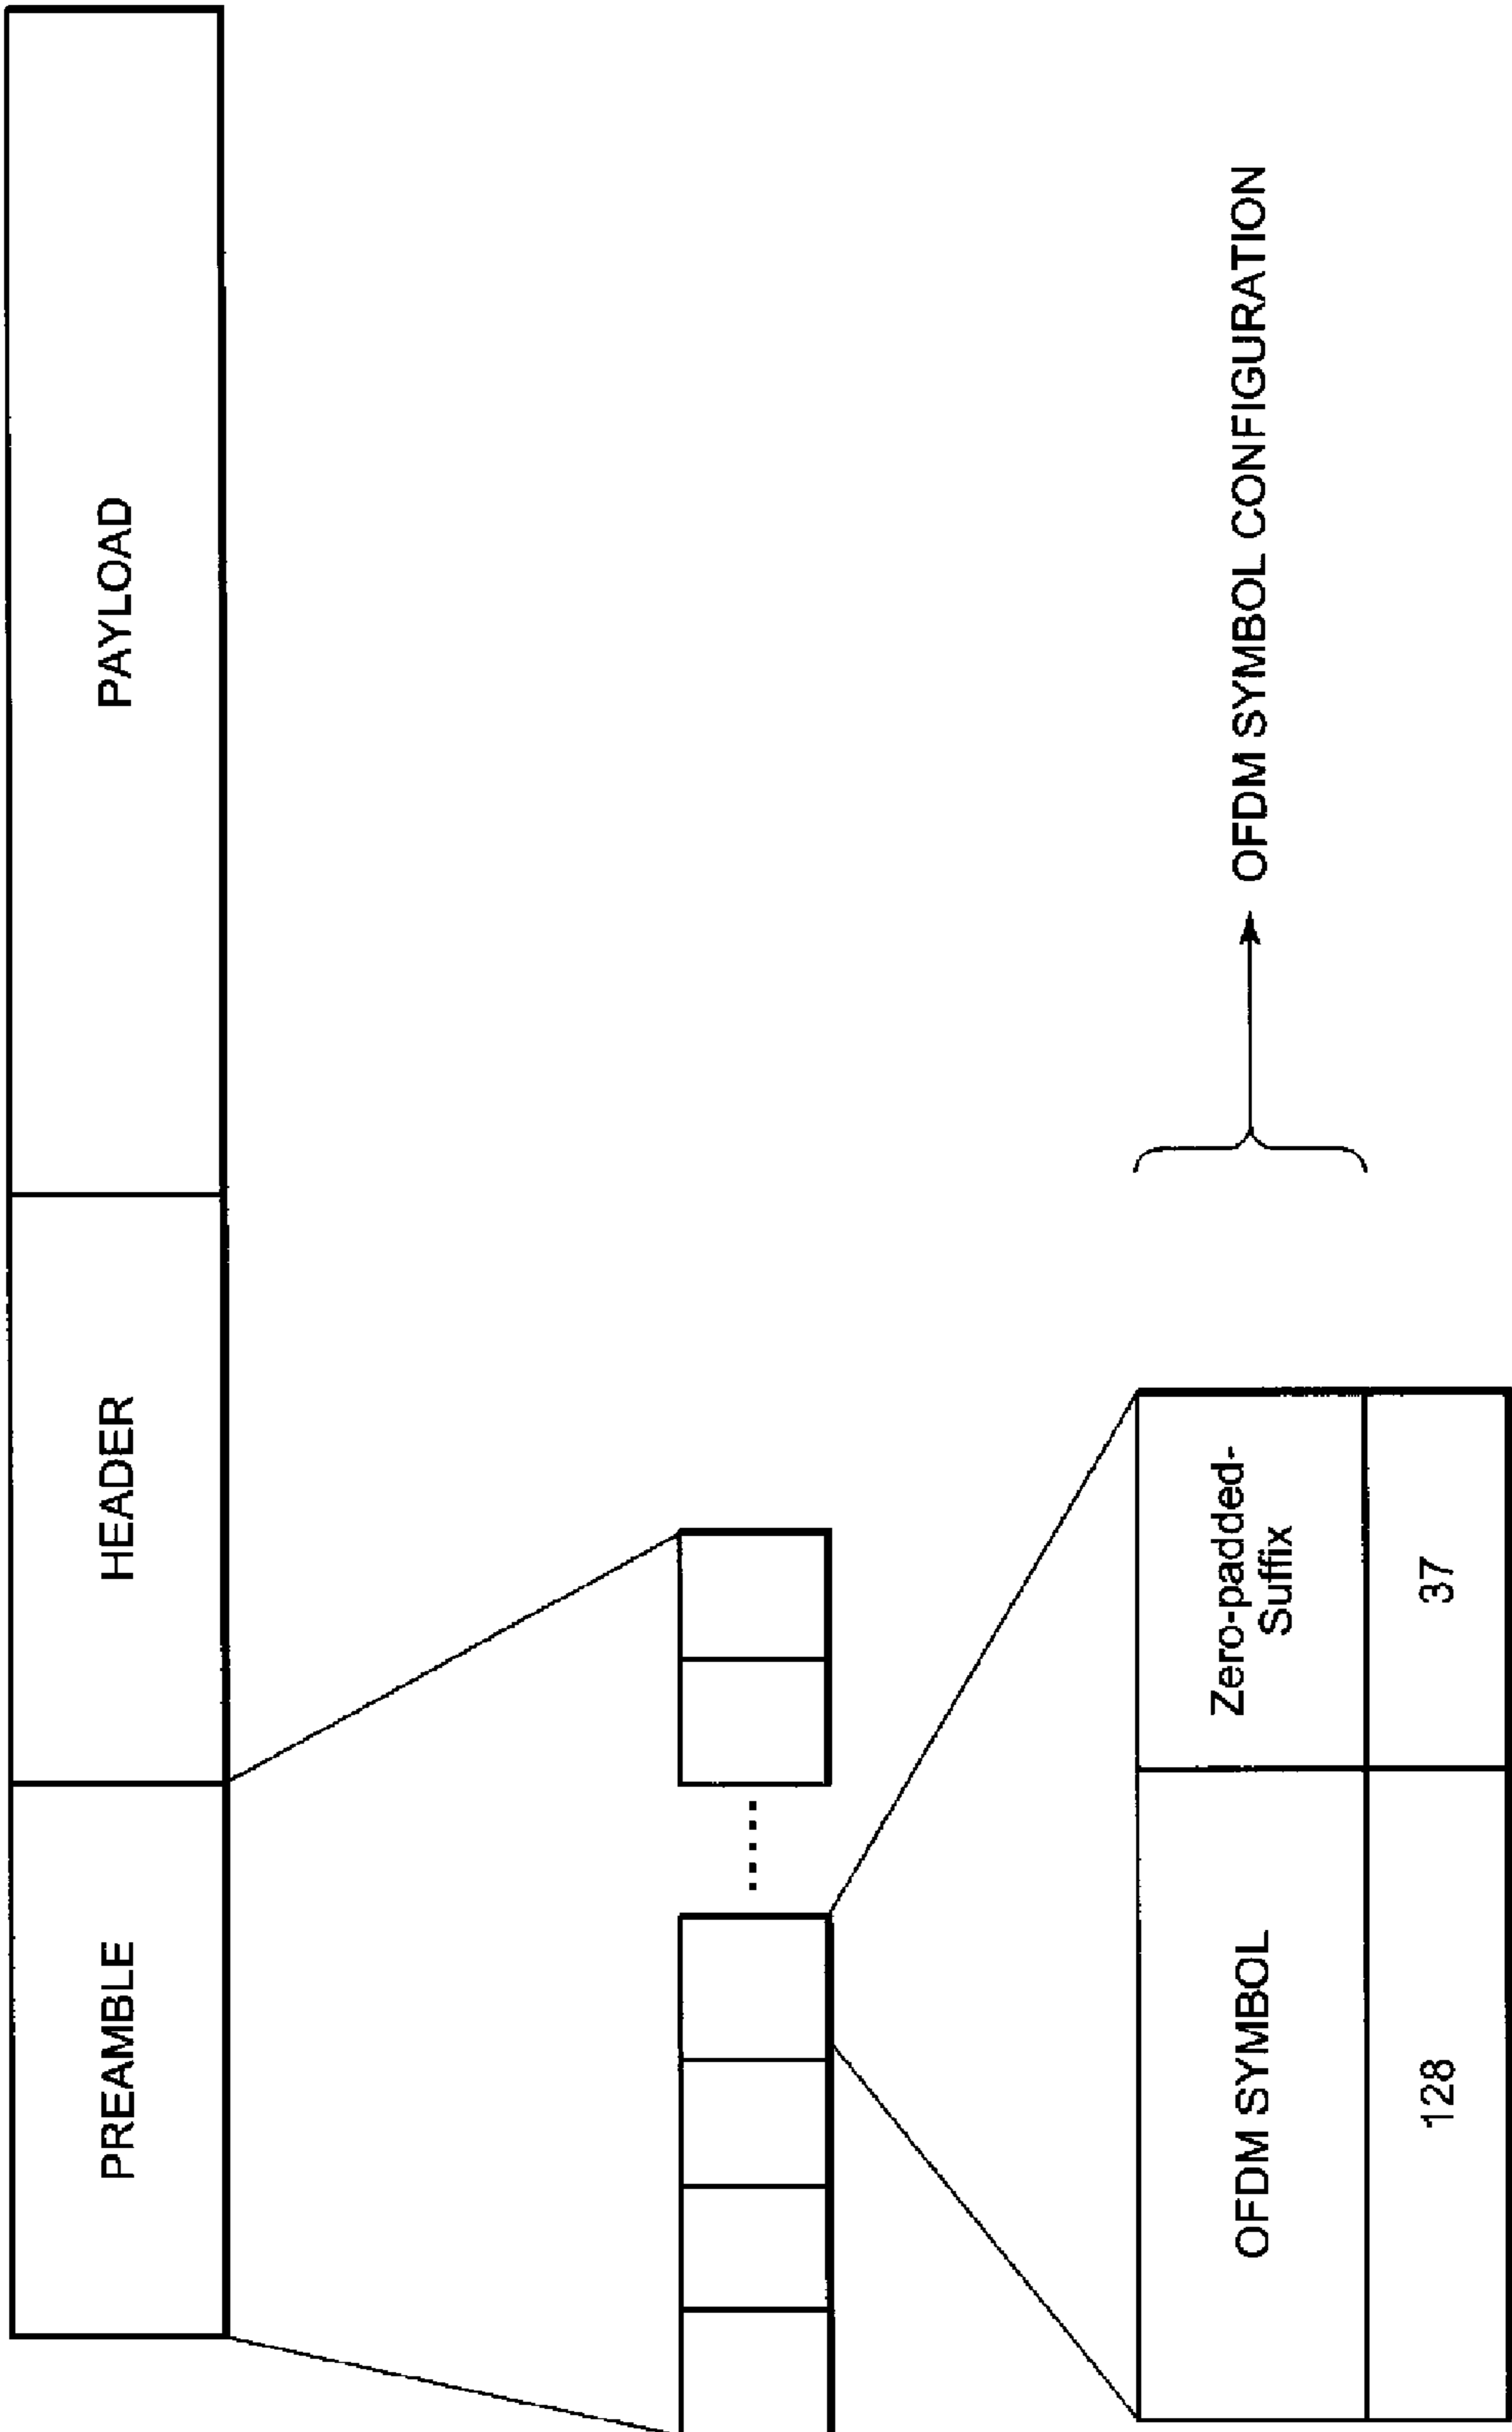 PREAMBLE
HEADER
PAYLOAD
OFDM SYMBOL
Zero-padded-
Suffix
OFDM SYMBOL CONFIGURATION
128
37